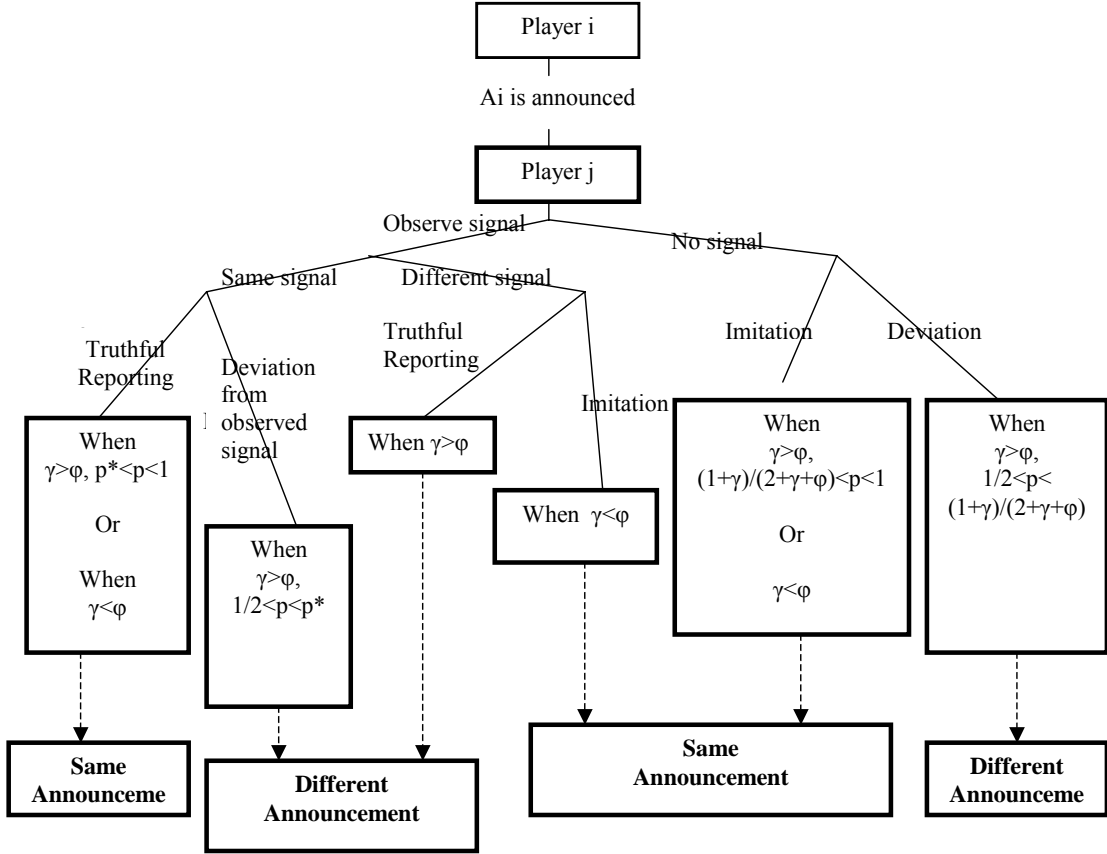 Player i
Ai is announced
Player j
Observe signal
No signal
Same signal
Different signal
Truthful
Reporting
Deviation
from
observed
signal
Truthful
Reporting
Imitation
Imitation
Deviation
When
γ>φ, p*<p<1
Or
When
γ<φ
When
γ>φ,
1/2<p<p*
When γ>φ
When γ<φ
When
γ>φ,
(1+γ)/(2+γ+φ)<p<1
Or
γ<φ
When
γ>φ,
1/2<p<
(1+γ)/(2+γ+φ)
Same
Announceme
Different
Announcement
Same
Announcement
Different
Announceme